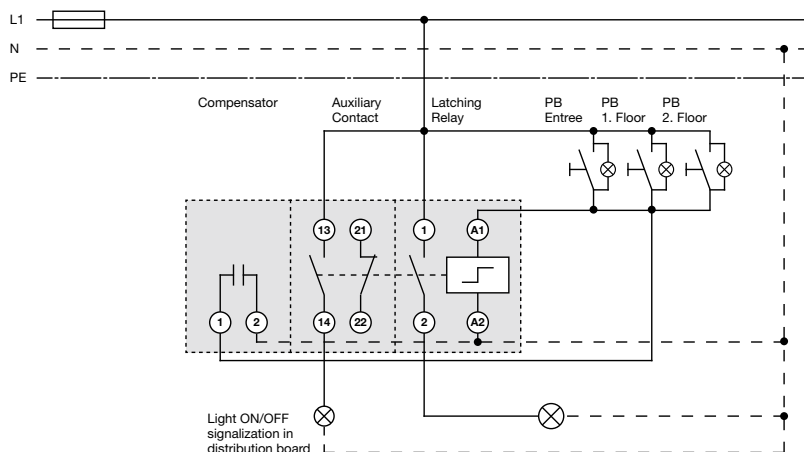 L1
N
PE
Compensator
Auxiliary
Contact
Latching
Relay
PB
Entree
PB
1. Floor
PB
2. Floor
13
21
1
A1
1
2
14
22
2
A2
Light ON/OFF
signalization in
distribution board